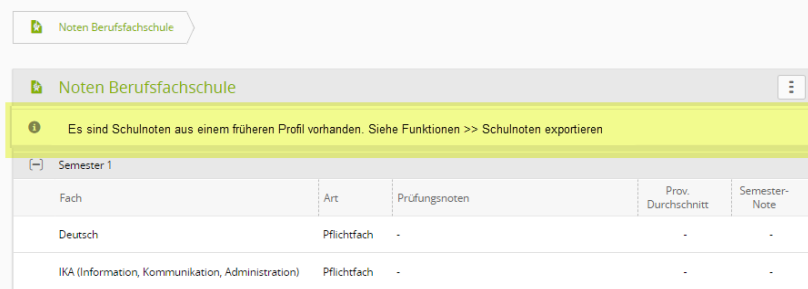 Noten Berufsfachschule
Noten Berufsfachschule
Es sind Schulnoten aus einem früheren Profil vorhanden. Siehe Funktionen >> Schulnoten exportieren
[−] Semester 1
Fach Art Prüfungsnoten Prov. Durchschnitt Semester-Note
Deutsch Pflichtfach - - -
IKA (Information, Kommunikation, Administration) Pflichtfach - - -